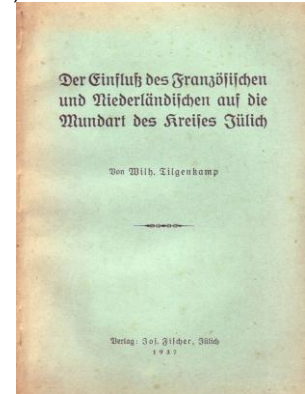 Der Einfluß des Französischen
und Niederländischen auf die
Mundart des Kreises Jülich
Von Wilh. Tilgenkamp
Verlag: Jos. Fischer, Jülich
1937